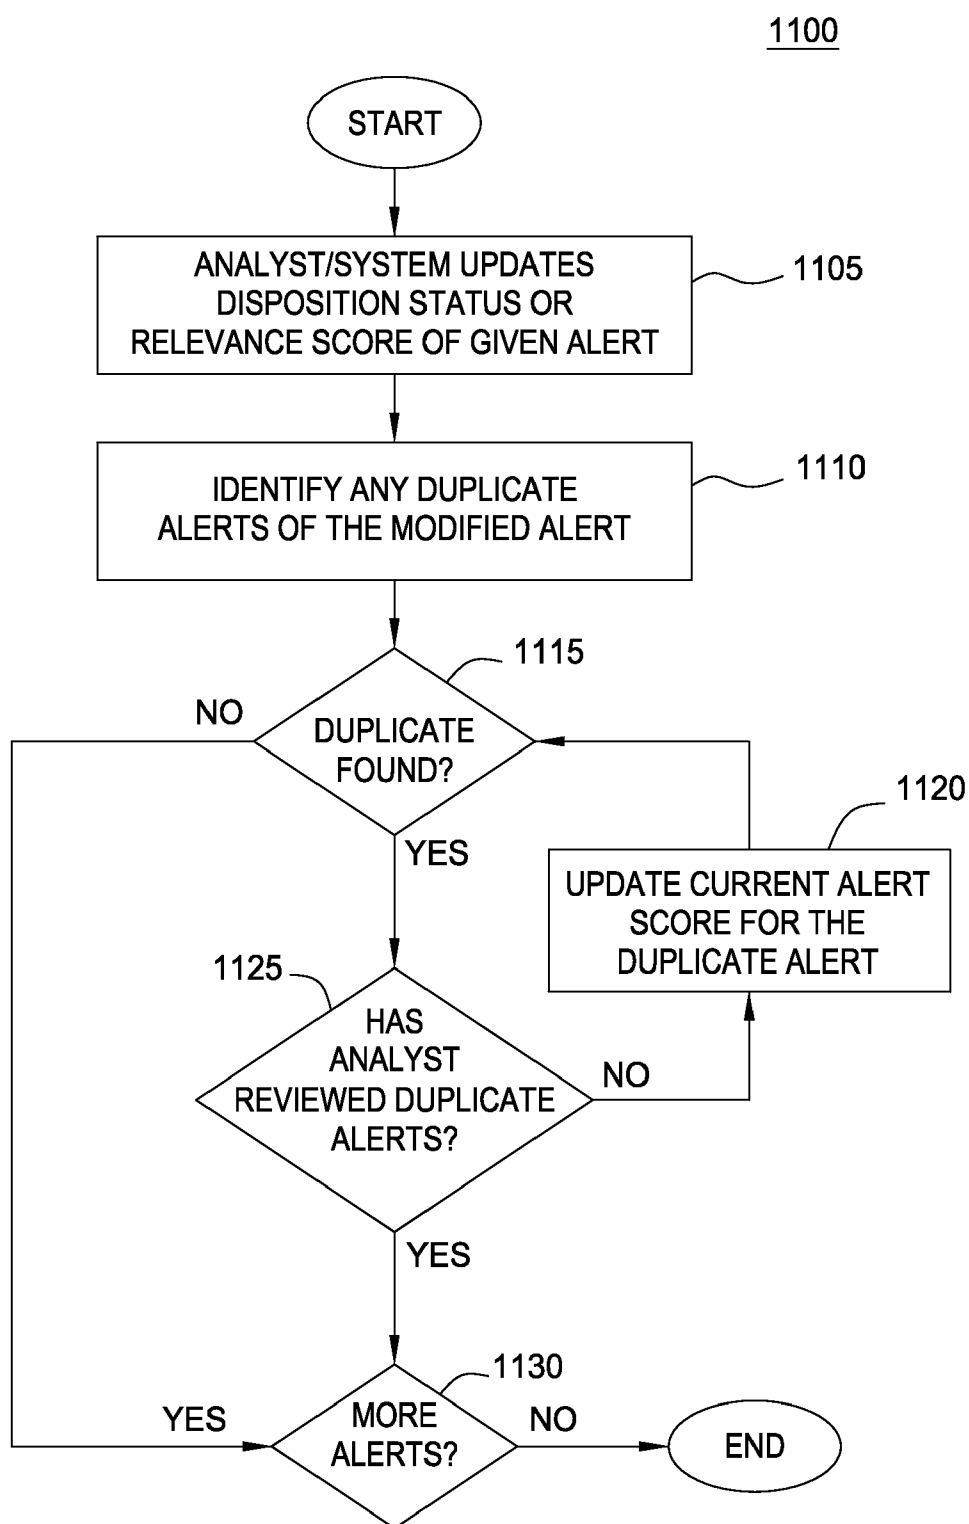 1100
START
ANALYST/SYSTEM UPDATES
DISPOSITION STATUS OR
RELEVANCE SCORE OF GIVEN ALERT
1105
IDENTIFY ANY DUPLICATE
ALERTS OF THE MODIFIED ALERT
1110
1115
NO
DUPLICATE
FOUND?
YES
1120
UPDATE CURRENT ALERT
SCORE FOR THE
DUPLICATE ALERT
1125
HAS
ANALYST
REVIEWED DUPLICATE
ALERTS?
NO
YES
1130
YES
MORE
ALERTS?
NO
END